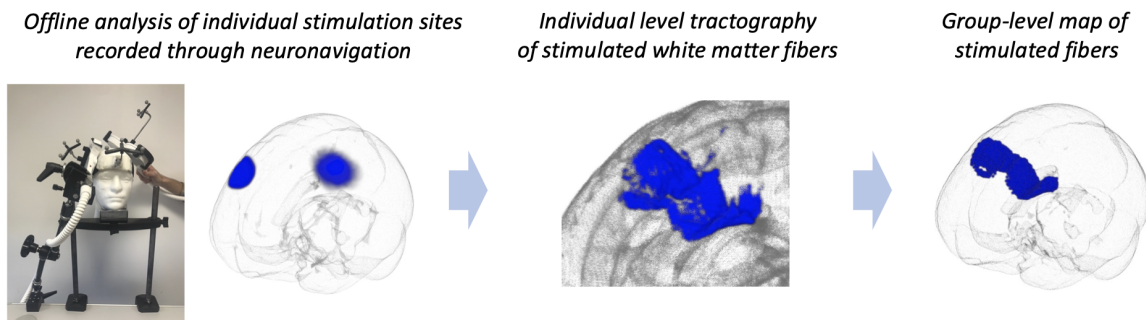 Offline analysis of individual stimulation sites
recorded through neuronavigation
Individual level tractography
of stimulated white matter fibers
Group-level map of
stimulated fibers